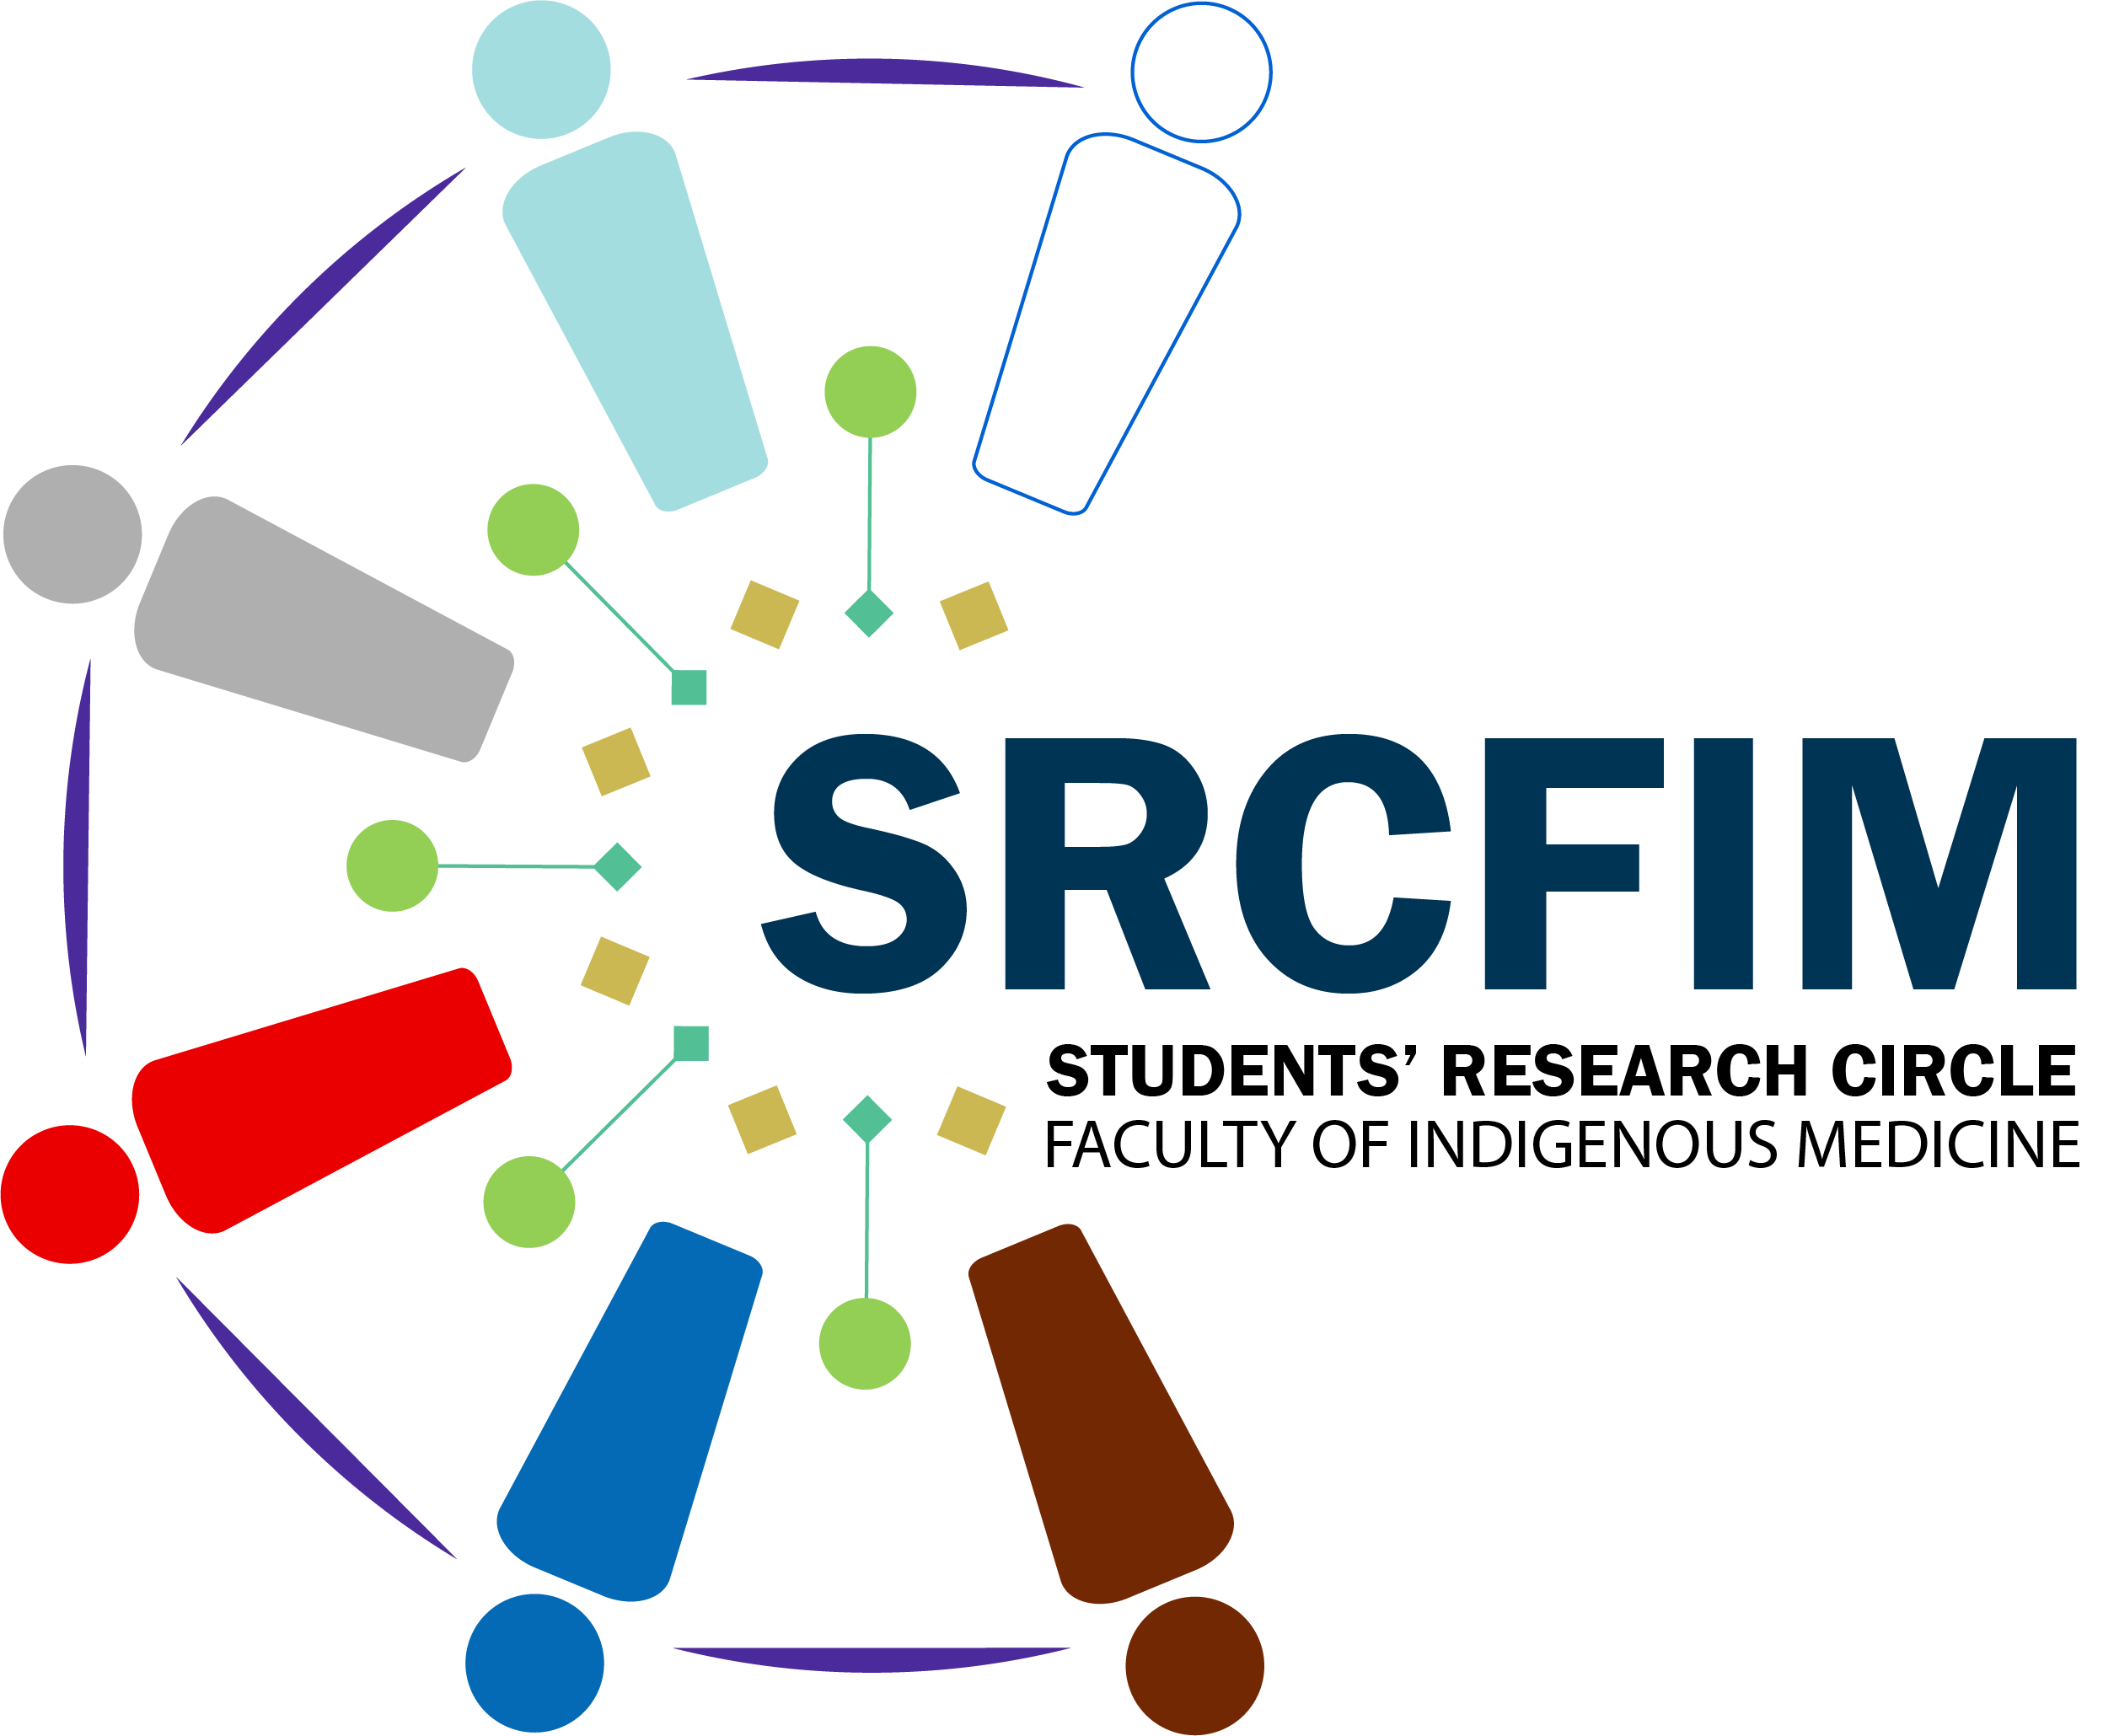 SRCFIM
STUDENTS’ RESEARCH CIRCLE
FACULTY OF INDIGENOUS MEDICINE